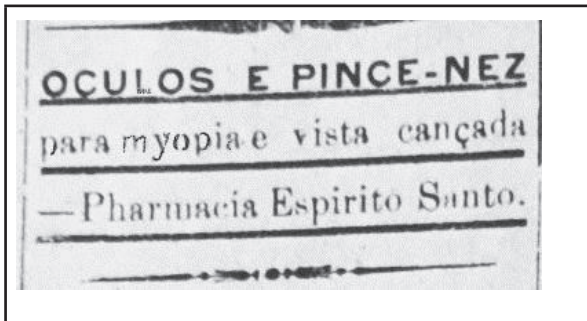 OCULOS E PINCE-NEZ
para myopia e vista cançada
— Pharmacia Espirito Santo.